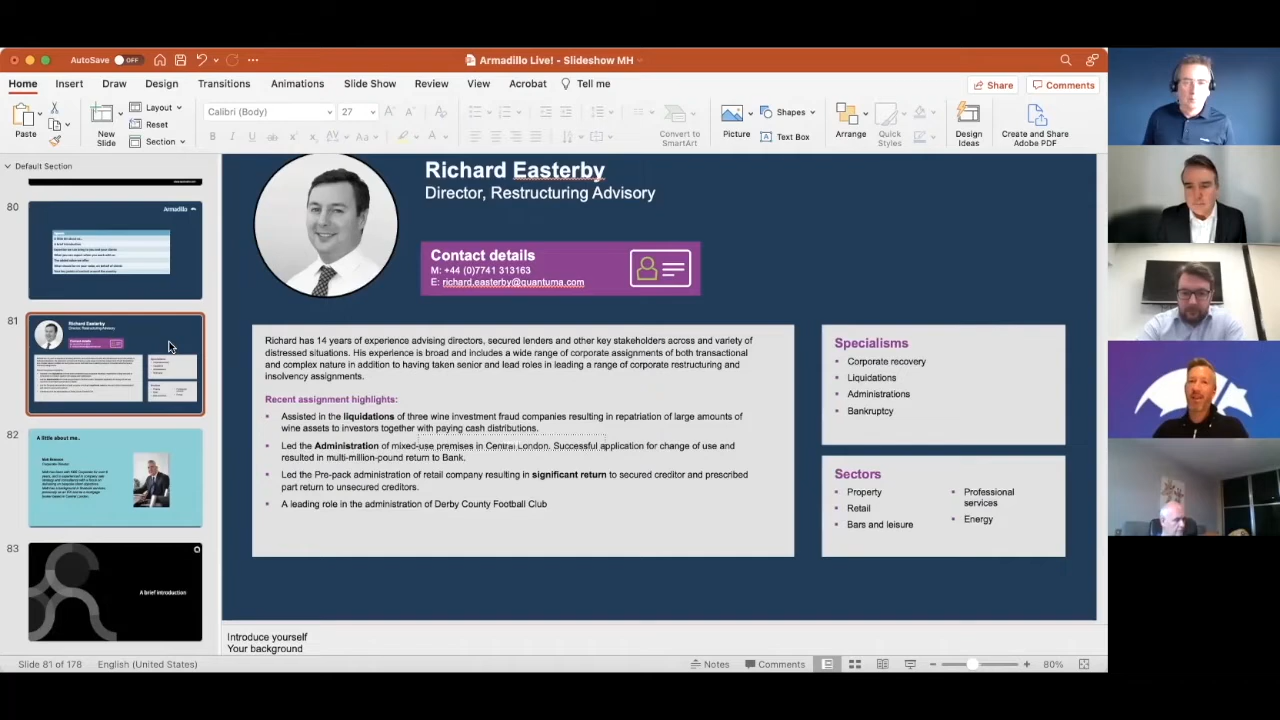 AutoSave OFF
Armadillo Live! - Slideshow MH
Home Insert Draw Design Transitions Animations Slide Show Review View Acrobat Tell me
Share Comments
Paste
New Slide
Layout
Reset
Section
Calibri (Body) 27
Convert to SmartArt
Picture
Shapes
Text Box
Arrange
Quick Styles
Design Ideas
Create and Share Adobe PDF
Default Section
80
Armadillo
81
Richard Easterby
Director, Restructuring Advisory
82
A little about me..
83
A brief introduction
Richard Easterby
Director, Restructuring Advisory
Contact details
M: +44 (0)7741 313163
E: richard.easterby@quantuma.com
Richard has 14 years of experience advising directors, secured lenders and other key stakeholders across and variety of
distressed situations. His experience is broad and includes a wide range of corporate assignments of both transactional
and complex nature in addition to having taken senior and lead roles in leading a range of corporate restructuring and
insolvency assignments.
Recent assignment highlights:
▪ Assisted in the liquidations of three wine investment fraud companies resulting in repatriation of large amounts of
wine assets to investors together with paying cash distributions.
▪ Led the Administration of mixed-use premises in Central London. Successful application for change of use and
resulted in multi-million-pound return to Bank.
▪ Led the Pre-pack administration of retail company resulting in significant return to secured creditor and prescribed
part return to unsecured creditors.
▪ A leading role in the administration of Derby County Football Club
Specialisms
▪ Corporate recovery
▪ Liquidations
▪ Administrations
▪ Bankruptcy
Sectors
▪ Property
▪ Retail
▪ Bars and leisure
▪ Professional
services
▪ Energy
Introduce yourself
Your background
Slide 81 of 178 English (United States)
Notes Comments 80%